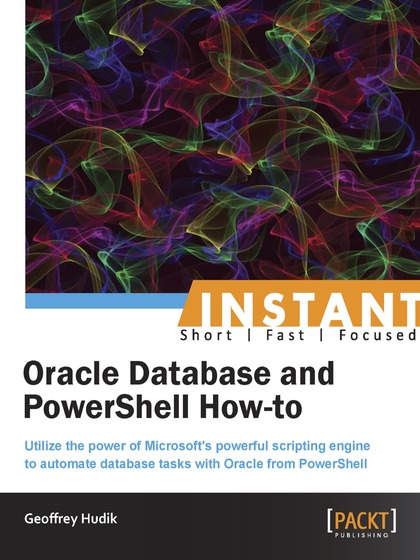 INSTANT
Short | Fast | Focused
Oracle Database and
PowerShell How-to
Utilize the power of Microsoft's powerful scripting engine
to automate database tasks with Oracle from PowerShell
Geoffrey Hudik
[PACKT]
PUBLISHING